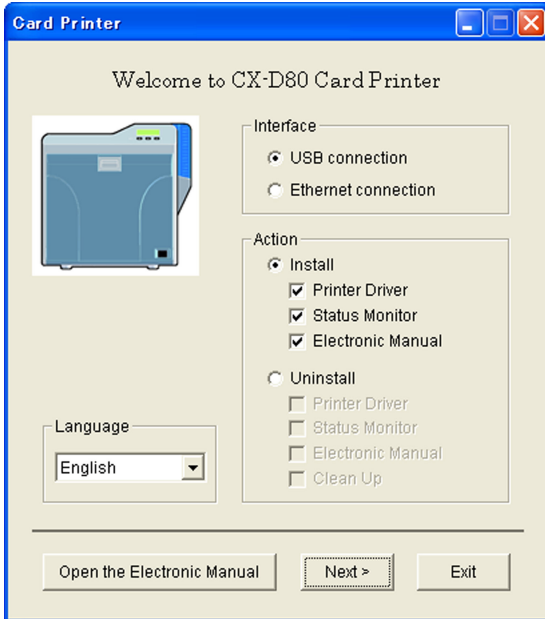 Card Printer
Welcome to CX-D80 Card Printer
Interface
USB connection
Ethernet connection
Action
Install
Printer Driver
Status Monitor
Electronic Manual
Uninstall
Printer Driver
Status Monitor
Electronic Manual
Clean Up
Language
English
Open the Electronic Manual
Next >
Exit